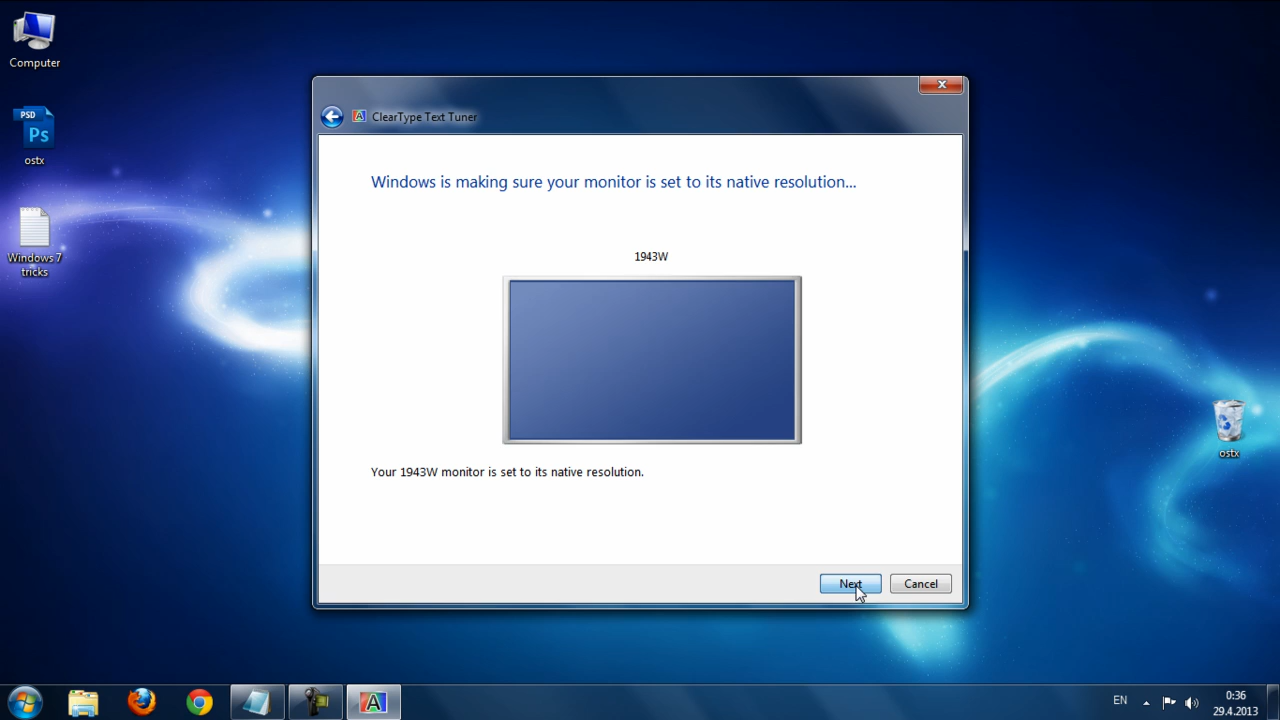 Computer
PSD
Ps
ostx
Windows 7
tricks
ClearType Text Tuner
Windows is making sure your monitor is set to its native resolution...
1943W
Your 1943W monitor is set to its native resolution.
Next
Cancel
ostx
EN
0:36
29.4.2013